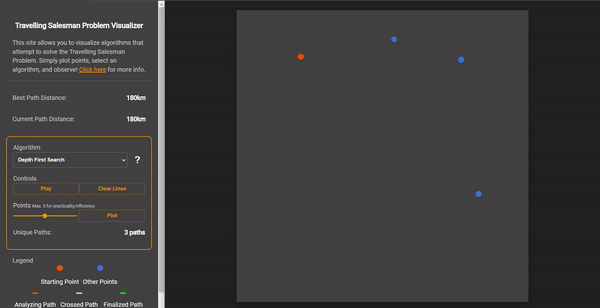 Travelling Salesman Problem Visualizer
This site allows you to visualize algorithms that
attempt to solve the Travelling Salesman
Problem. Simply plot points, select an
algorithm, and observe! Click here for more info.
Best Path Distance: 180km
Current Path Distance: 180km
Algorithm
Depth First Search ?
Controls
Play Clear Lines
Points Max. 5 for practicality/efficiency
Plot
Unique Paths: 3 paths
Legend
Starting Point Other Points
Analyzing Path Crossed Path Finalized Path